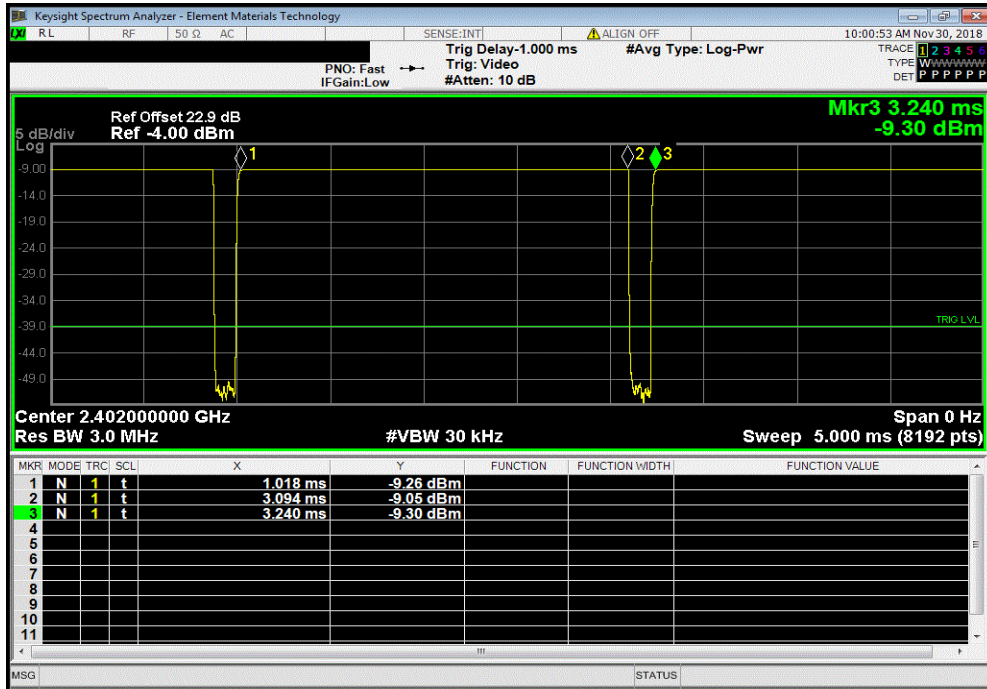 Keysight Spectrum Analyzer - Element Materials Technology
LXI RL RF 50 Ω AC SENSE:INT ALIGN OFF 10:00:53 AM Nov 30, 2018
Trig Delay-1.000 ms #Avg Type: Log-Pwr TRACE 1 2 3 4 5 6
PNO: Fast Trig: Video TYPE WWWWWW
IFGain:Low #Atten: 10 dB DET P P P P P P
Mkr3 3.240 ms
-9.30 dBm
Ref Offset 22.9 dB
5 dB/div Ref -4.00 dBm
Log
1 2 3
-9.00
-14.0
-19.0
-24.0
-29.0
-34.0
-39.0 TRIG LVL
-44.0
-49.0
Center 2.402000000 GHz Span 0 Hz
Res BW 3.0 MHz #VBW 30 kHz Sweep 5.000 ms (8192 pts)
MKR MODE TRC SCL X Y FUNCTION FUNCTION WIDTH FUNCTION VALUE
1 N 1 t 1.018 ms -9.26 dBm
2 N 1 t 3.094 ms -9.05 dBm
3 N 1 t 3.240 ms -9.30 dBm
4
5
6
7
8
9
10
11
MSG STATUS